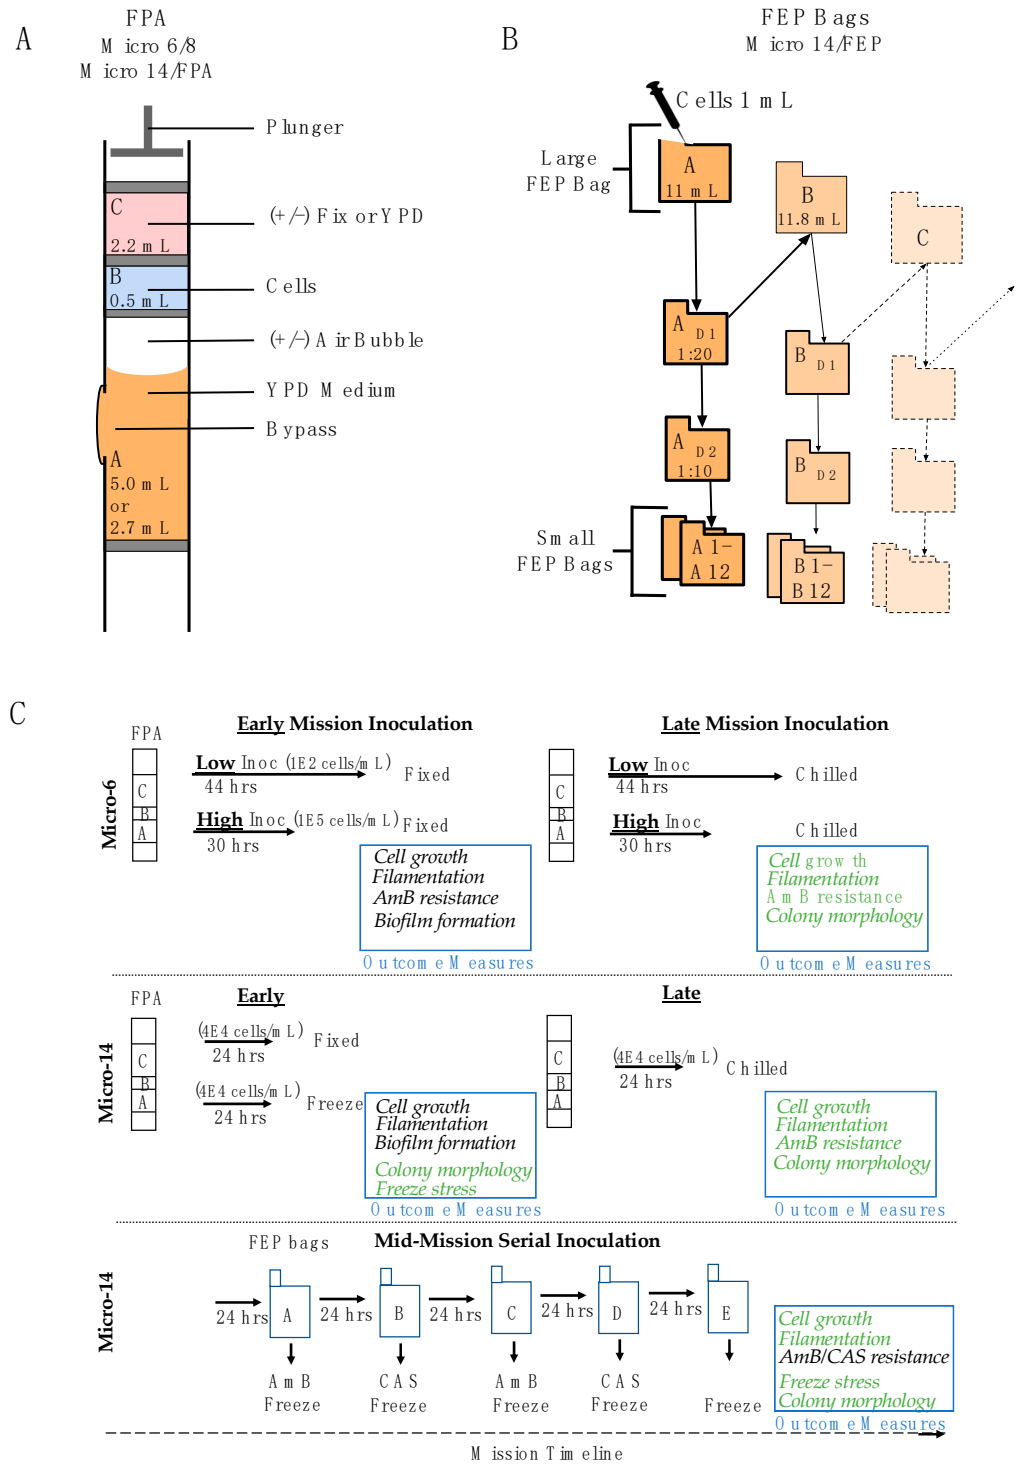 A
FPA
Micro 6/8
Micro 14/FPA
Plunger
C
2.2 mL
(+/-) Fix or YPD
B
0.5 mL
Cells
(+/-) Air Bubble
YPD Medium
Bypass
A
5.0 mL
or
2.7 mL
B
FEP Bags
Micro 14/FEP
Cells 1 mL
Large
FEP Bag
A
11 mL
B
11.8 mL
C
A D1
1:20
B D1
A D2
1:10
B D2
Small
FEP Bags
A1-
A12
B1-
B12
C
Micro-6
FPA
C
B
A
Early Mission Inoculation
Low Inoc (1E2 cells/mL)
44 hrs
Fixed
High Inoc (1E5 cells/mL)
30 hrs
Fixed
Cell growth
Filamentation
AmB resistance
Biofilm formation
Outcome Measures
Late Mission Inoculation
C
B
A
Low Inoc
44 hrs
Chilled
High Inoc
30 hrs
Chilled
Cell growth
Filamentation
AmB resistance
Colony morphology
Outcome Measures
Micro-14
FPA
C
B
A
Early
(4E4 cells/mL)
24 hrs
Fixed
(4E4 cells/mL)
24 hrs
Freeze
Cell growth
Filamentation
Biofilm formation
Colony morphology
Freeze stress
Outcome Measures
Late
C
B
A
(4E4 cells/mL)
24 hrs
Chilled
Cell growth
Filamentation
AmB resistance
Colony morphology
Outcome Measures
Micro-14
FEP bags
Mid-Mission Serial Inoculation
24 hrs
A
24 hrs
B
24 hrs
C
24 hrs
D
24 hrs
E
AmB
Freeze
CAS
Freeze
AmB
Freeze
CAS
Freeze
Freeze
Cell growth
Filamentation
AmB/CAS resistance
Freeze stress
Colony morphology
Outcome Measures
Mission Timeline